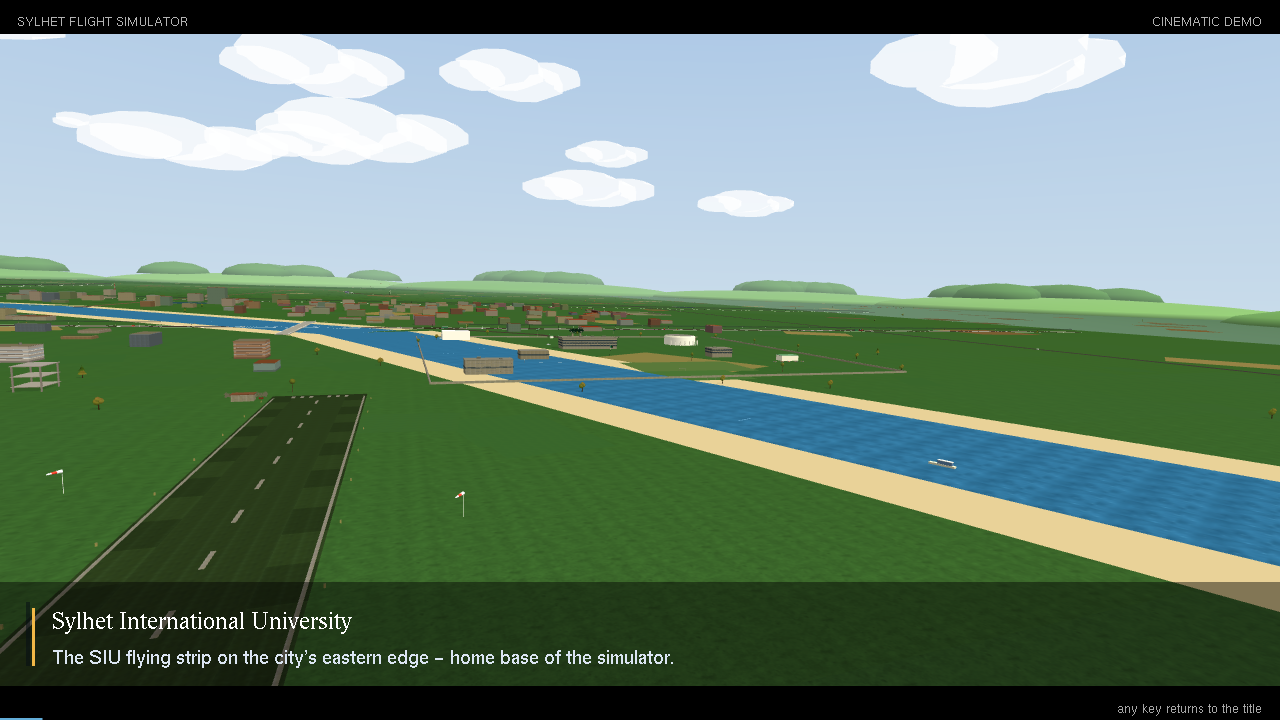 SYLHET FLIGHT SIMULATOR
CINEMATIC DEMO
Sylhet International University
The SIU flying strip on the city's eastern edge – home base of the simulator.
any key returns to the title